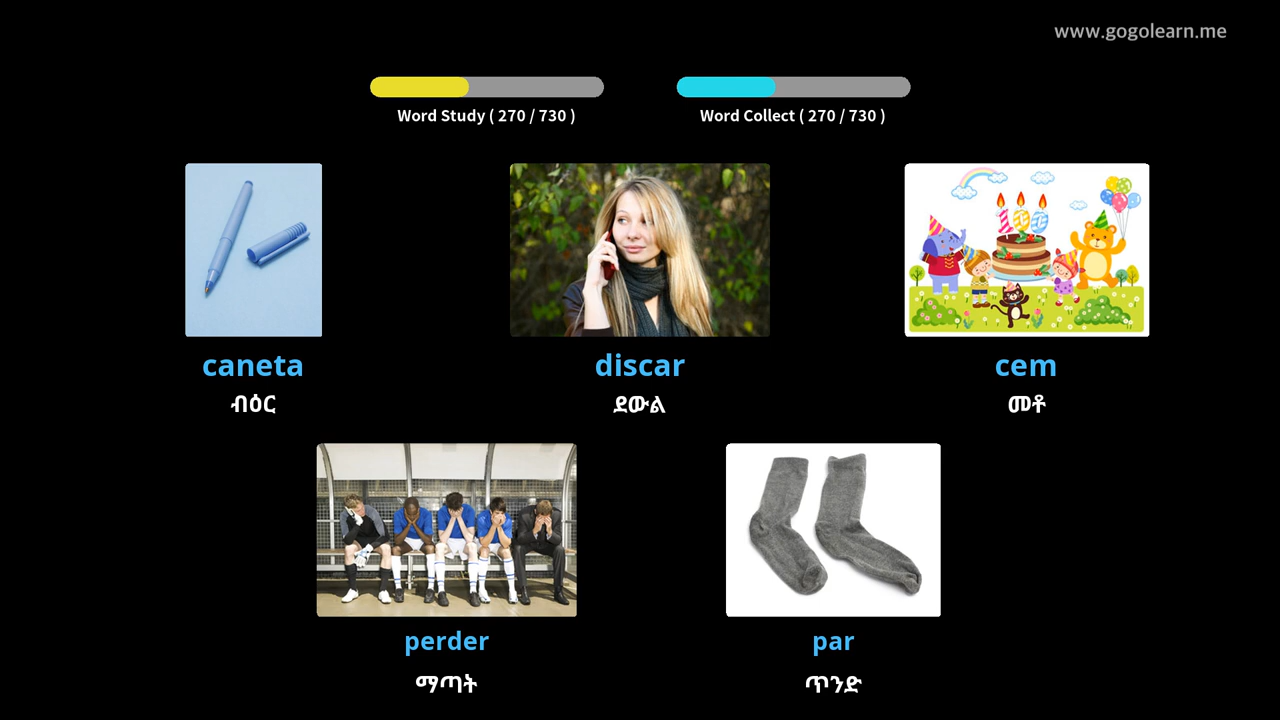 www.gogolearn.me
Word Study ( 270 / 730 )
Word Collect ( 270 / 730 )
caneta
ብዕር
discar
ደውል
cem
መቶ
perder
ማጣት
par
ጥንድ